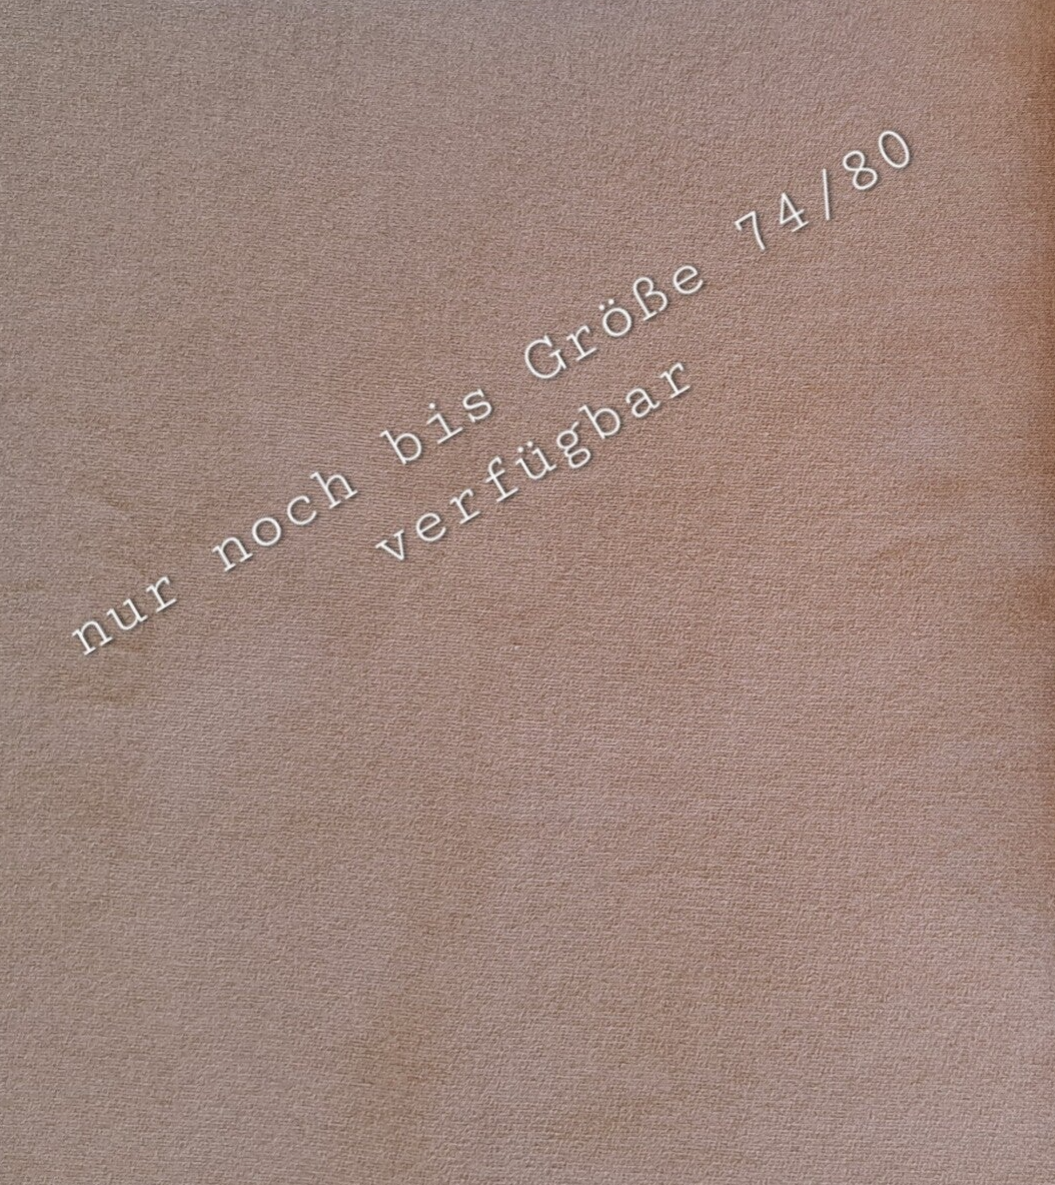 nur noch bis Größe 74/80
verfügbar